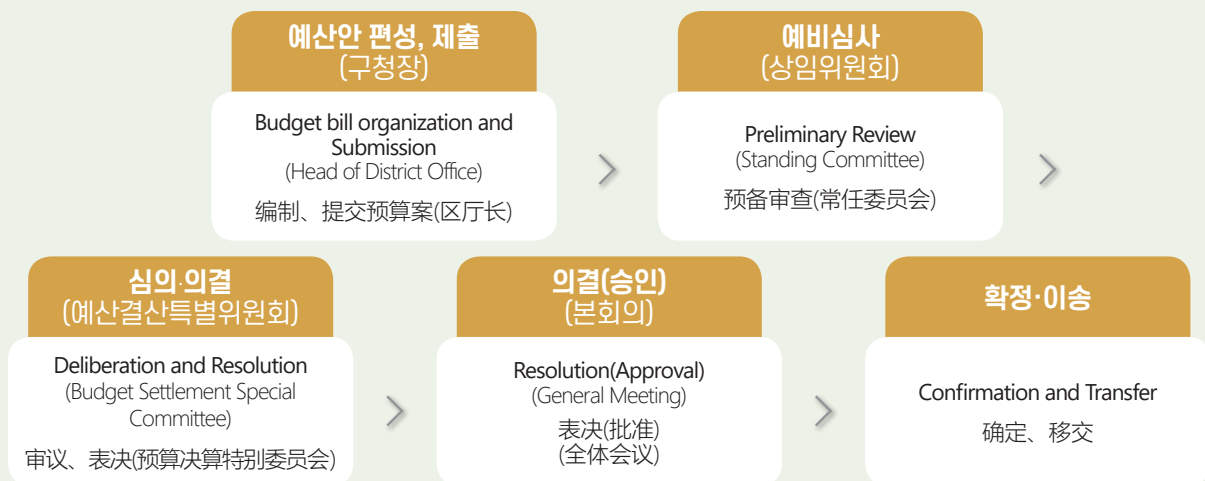 예산안 편성, 제출
(구청장)
Budget bill organization and
Submission
(Head of District Office)
编制、提交预算案(区厅长)
예비심사
(상임위원회)
Preliminary Review
(Standing Committee)
预备审查(常任委员会)
심의·의결
(예산결산특별위원회)
Deliberation and Resolution
(Budget Settlement Special
Committee)
审议、表决(预算决算特别委员会)
의결(승인)
(본회의)
Resolution(Approval)
(General Meeting)
表决(批准)
(全体会议)
확정·이송
Confirmation and Transfer
确定、移交